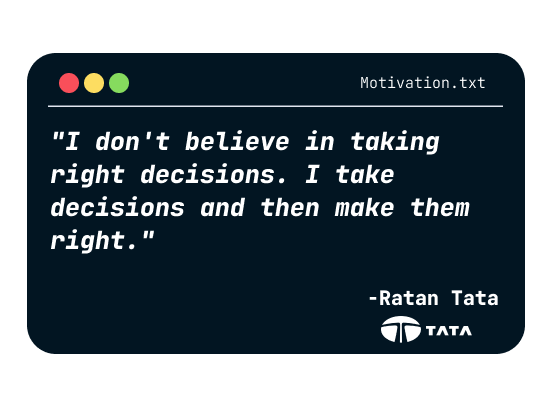 Motivation.txt
"I don't believe in taking
right decisions. I take
decisions and then make them
right."
-Ratan Tata
TATA